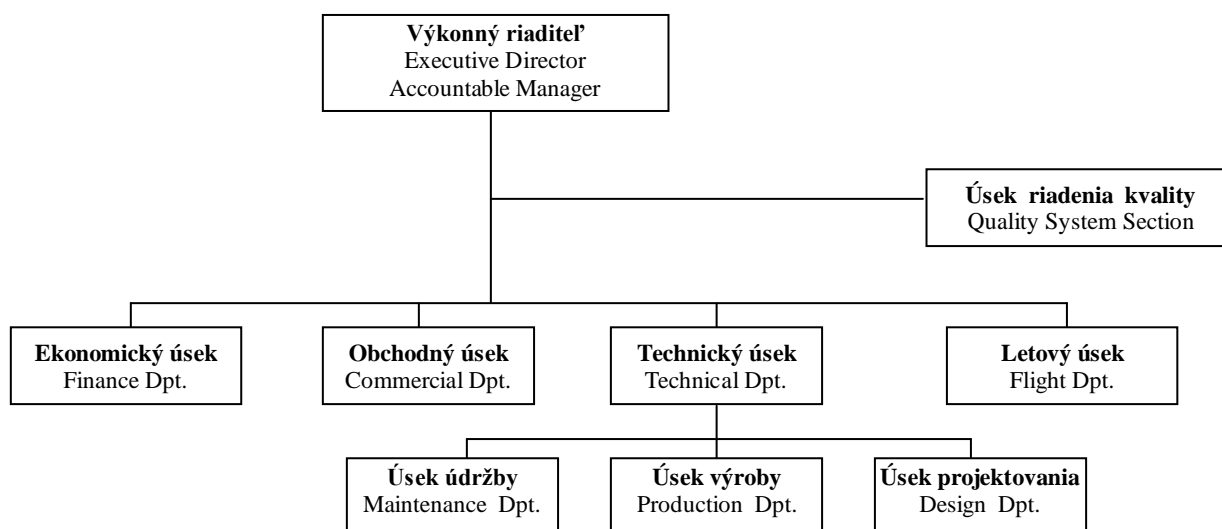 Výkonný riaditeľ
Executive Director
Accountable Manager
Úsek riadenia kvality
Quality System Section
Ekonomický úsek
Finance Dpt.
Obchodný úsek
Commercial Dpt.
Technický úsek
Technical Dpt.
Letový úsek
Flight Dpt.
Úsek údržby
Maintenance Dpt.
Úsek výroby
Production Dpt.
Úsek projektovania
Design Dpt.